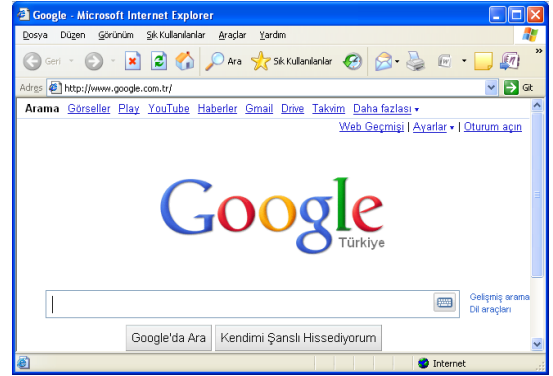 Google - Microsoft Internet Explorer
Dosya Düzen Görünüm Sık Kullanılanlar Araçlar Yardım
Geri Ara Sık Kullanılanlar
Adres http://www.google.com.tr/ Git
Arama Görseller Play YouTube Haberler Gmail Drive Takvim Daha fazlası
Web Geçmişi | Ayarlar | Oturum açın
Google
Türkiye
Gelişmiş arama
Dil araçları
Google'da Ara Kendimi Şanslı Hissediyorum
Internet